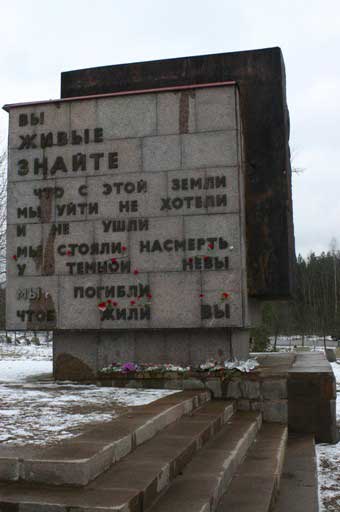 ВЫ
ЖИВЫЕ
ЗНАЙТЕ
ЧТО С ЭТОЙ ЗЕМЛИ
МЫ УЙТИ НЕ ХОТЕЛИ
И НЕ УШЛИ
МЫ СТОЯЛИ НАСМЕРТЬ
У ТЕМНОЙ НЕВЫ
МЫ ПОГИБЛИ
ЧТОБ ЖИЛИ ВЫ